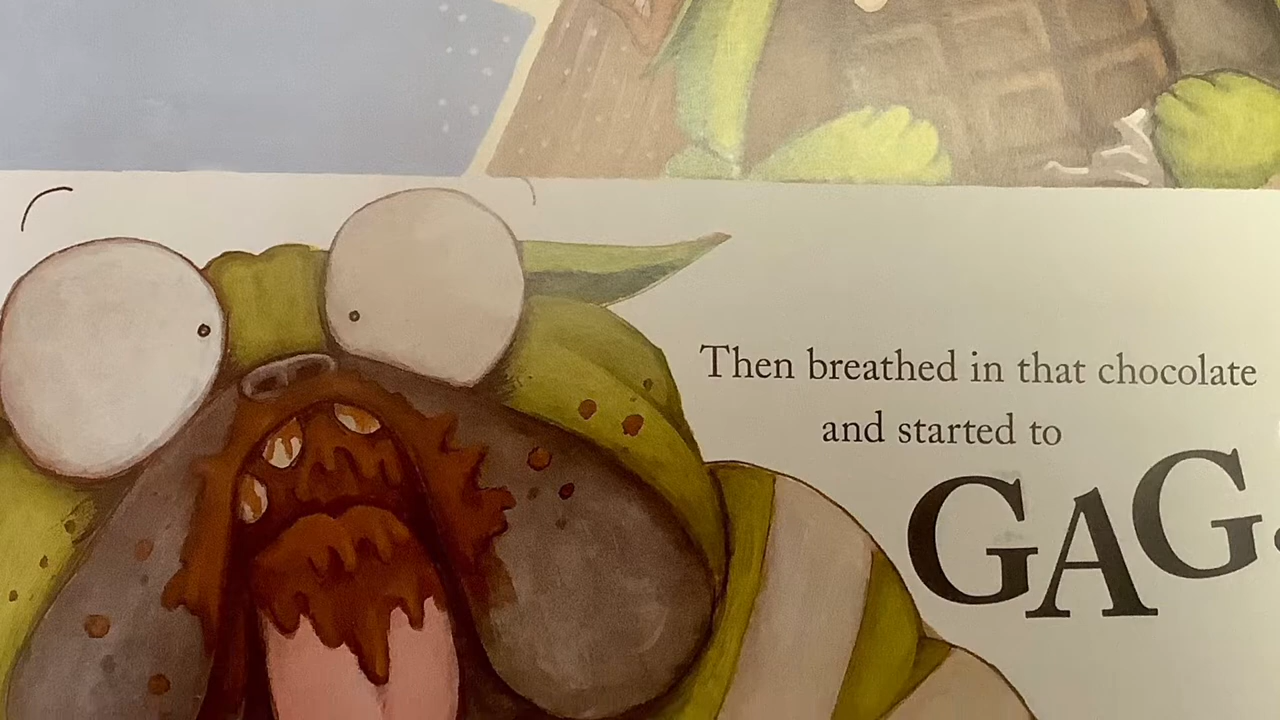 Then breathed in that chocolate
and started to
GAG.